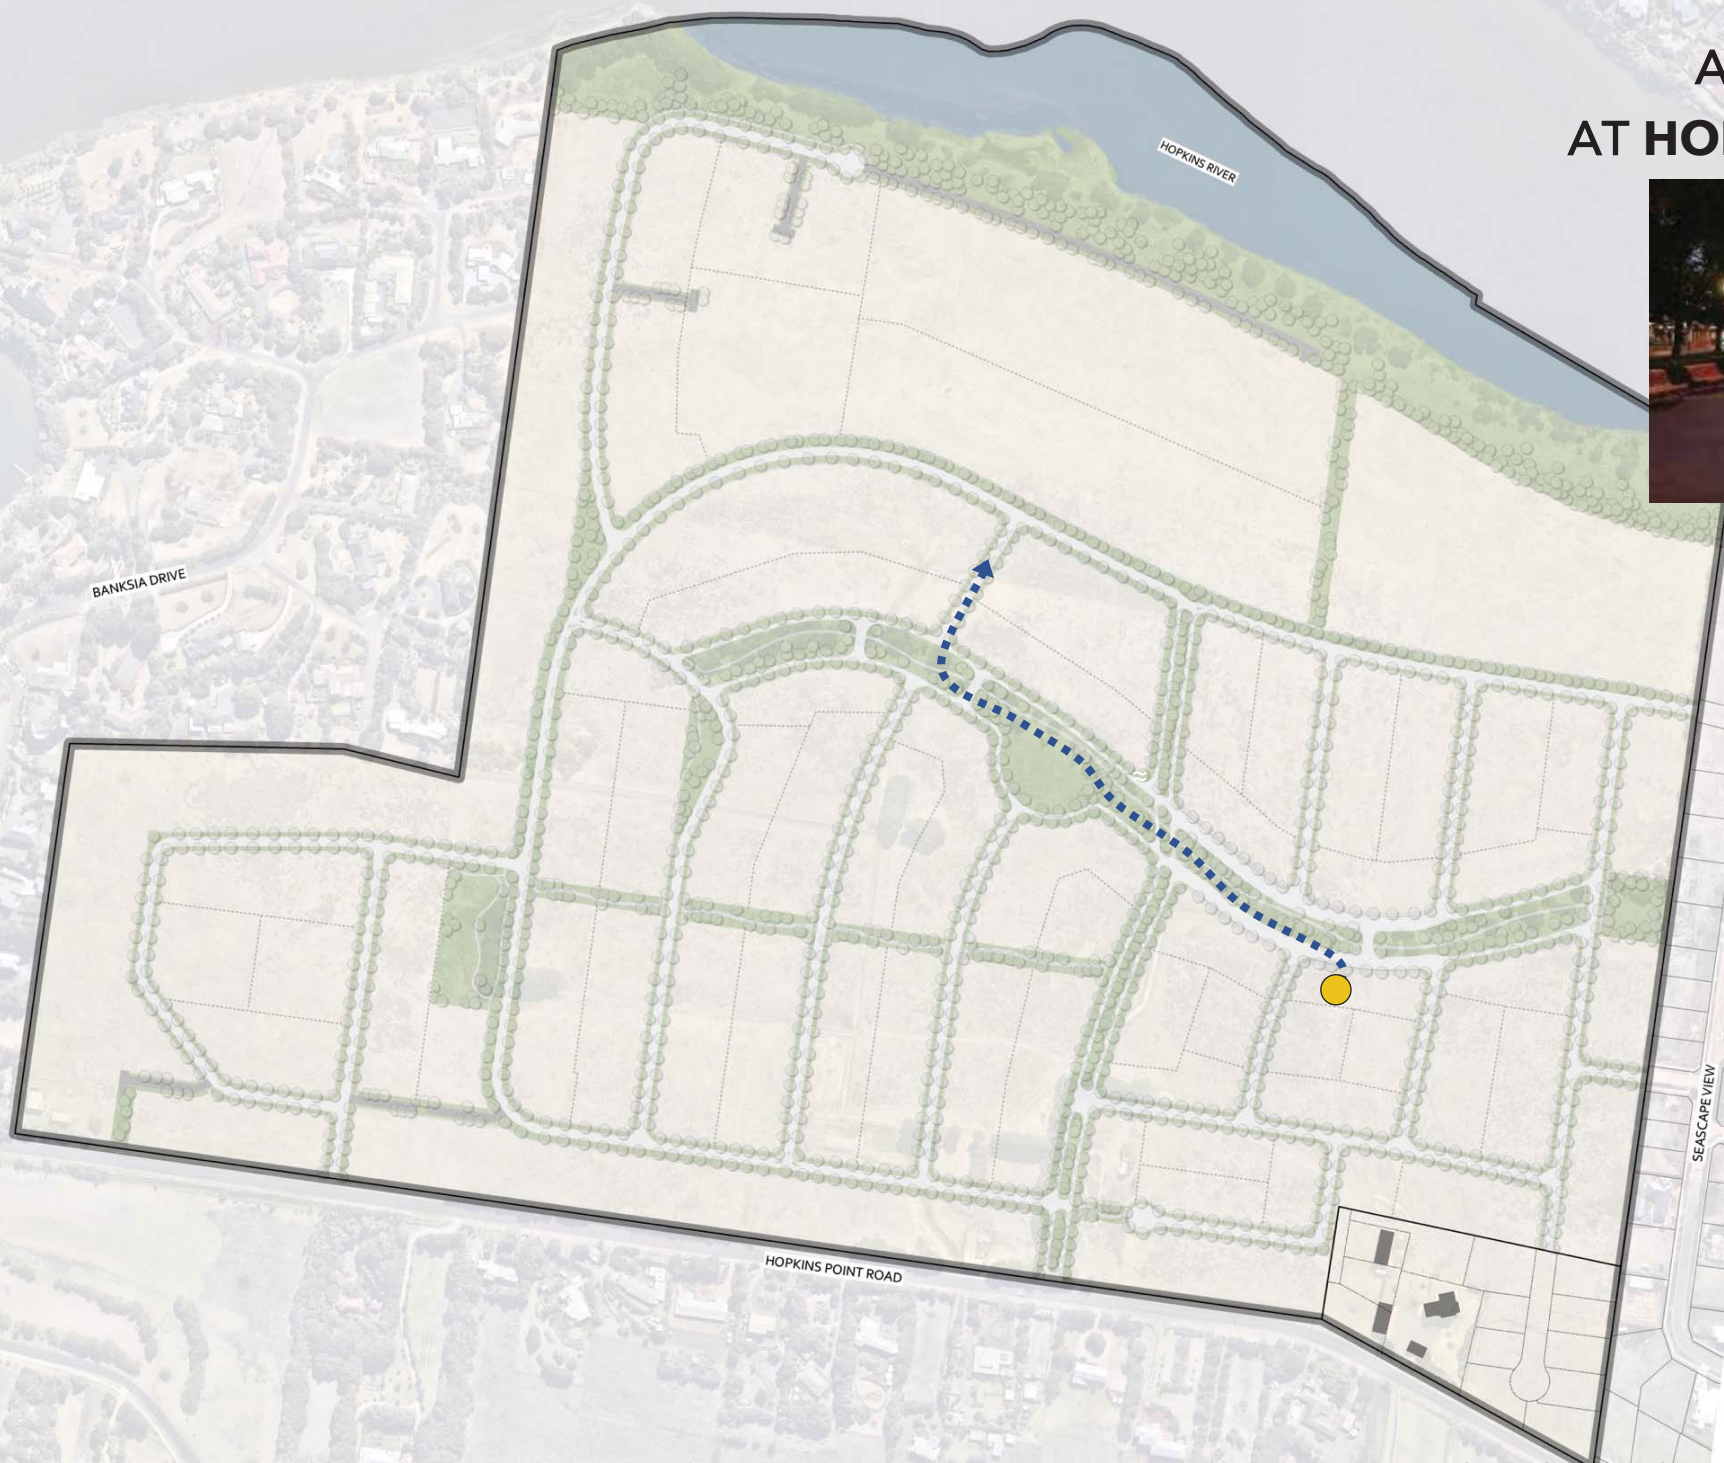 A
AT HO
HOPKINS RIVER
BANKSIA DRIVE
SEASCAPE VIEW
HOPKINS POINT ROAD